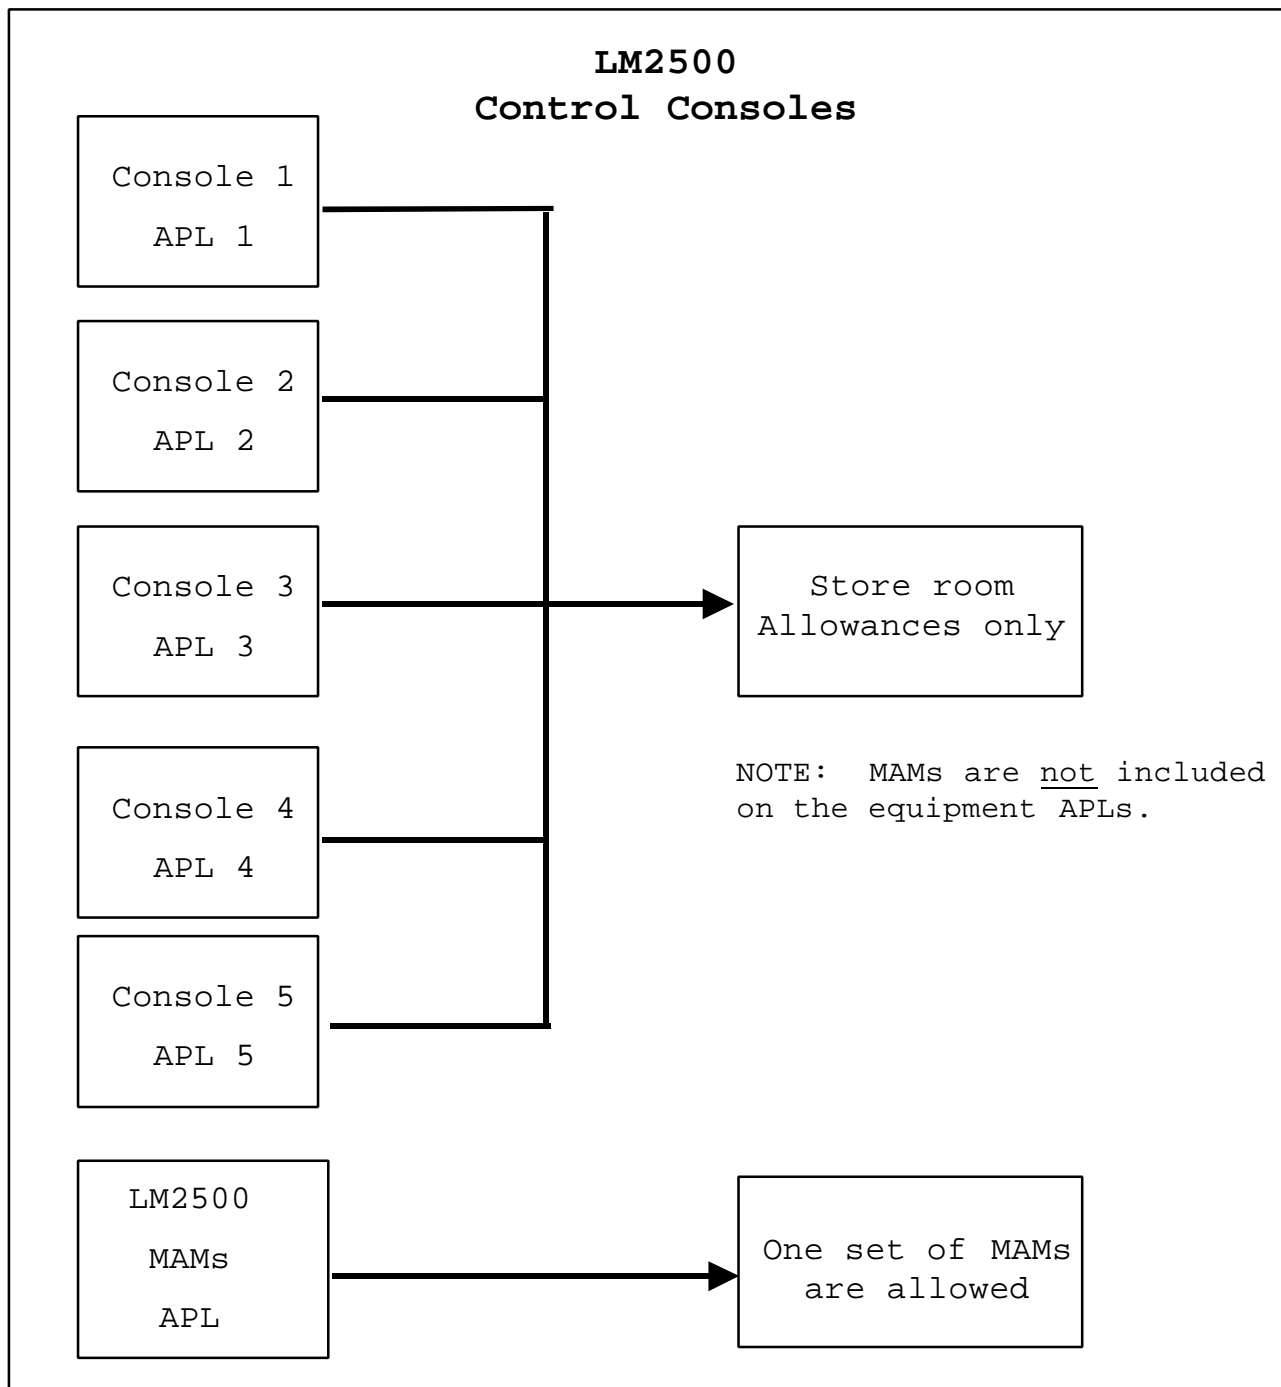 LM2500
Control Consoles
Console 1
APL 1
Console 2
APL 2
Console 3
APL 3
Store room
Allowances only
NOTE:  MAMs are not included
on the equipment APLs.
Console 4
APL 4
Console 5
APL 5
LM2500
MAMs
APL
One set of MAMs
are allowed